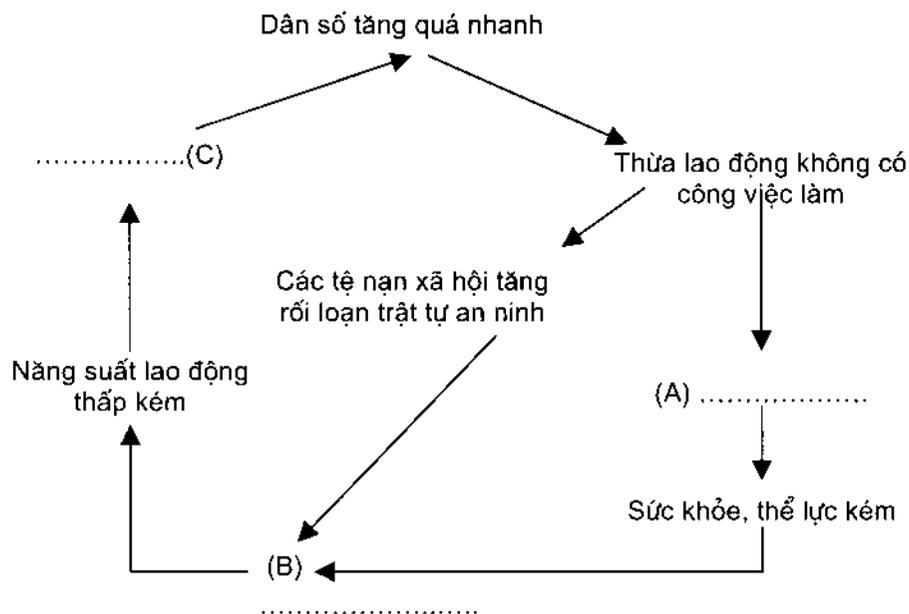 Dân số tăng quá nhanh
...............(C)
Thừa lao động không có
công việc làm
Các tệ nạn xã hội tăng
rối loạn trật tự an ninh
Năng suất lao động
thấp kém
(A) .................
Sức khỏe, thể lực kém
(B)
......................